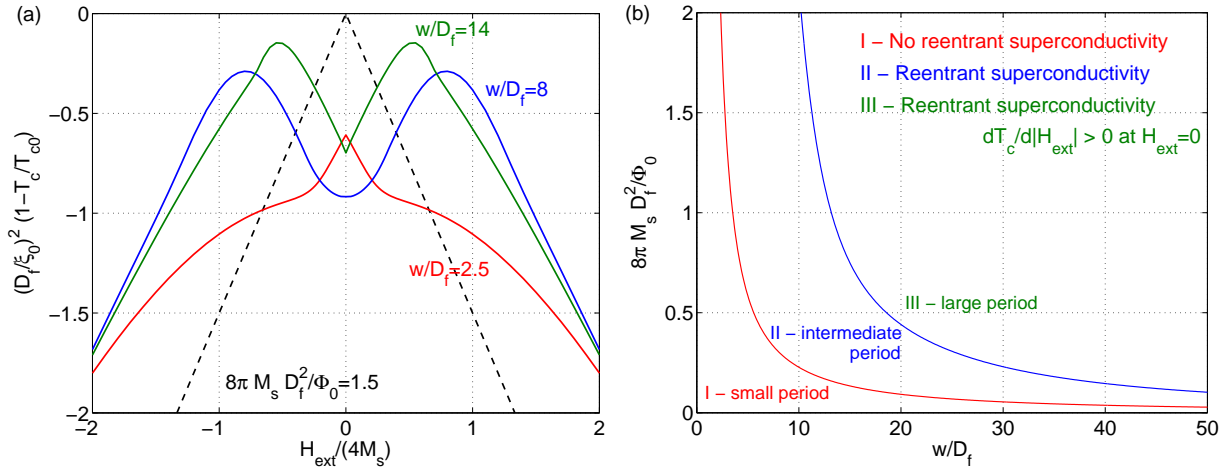 (a)
w/D_f=14
w/D_f=8
w/D_f=2.5
8π M_s D_f^2/Φ_0=1.5
(D_f/ξ_0)^2 (1−T_c/T_c0)
0
−0.5
−1
−1.5
−2
−2
−1
0
1
2
H_ext/(4M_s)
(b)
I − No reentrant superconductivity
II − Reentrant superconductivity
III − Reentrant superconductivity
dT_c/d|H_ext| > 0 at H_ext=0
III − large period
II − intermediate
period
I − small period
8π M_s D_f^2/Φ_0
2
1.5
1
0.5
0
0
10
20
30
40
50
w/D_f